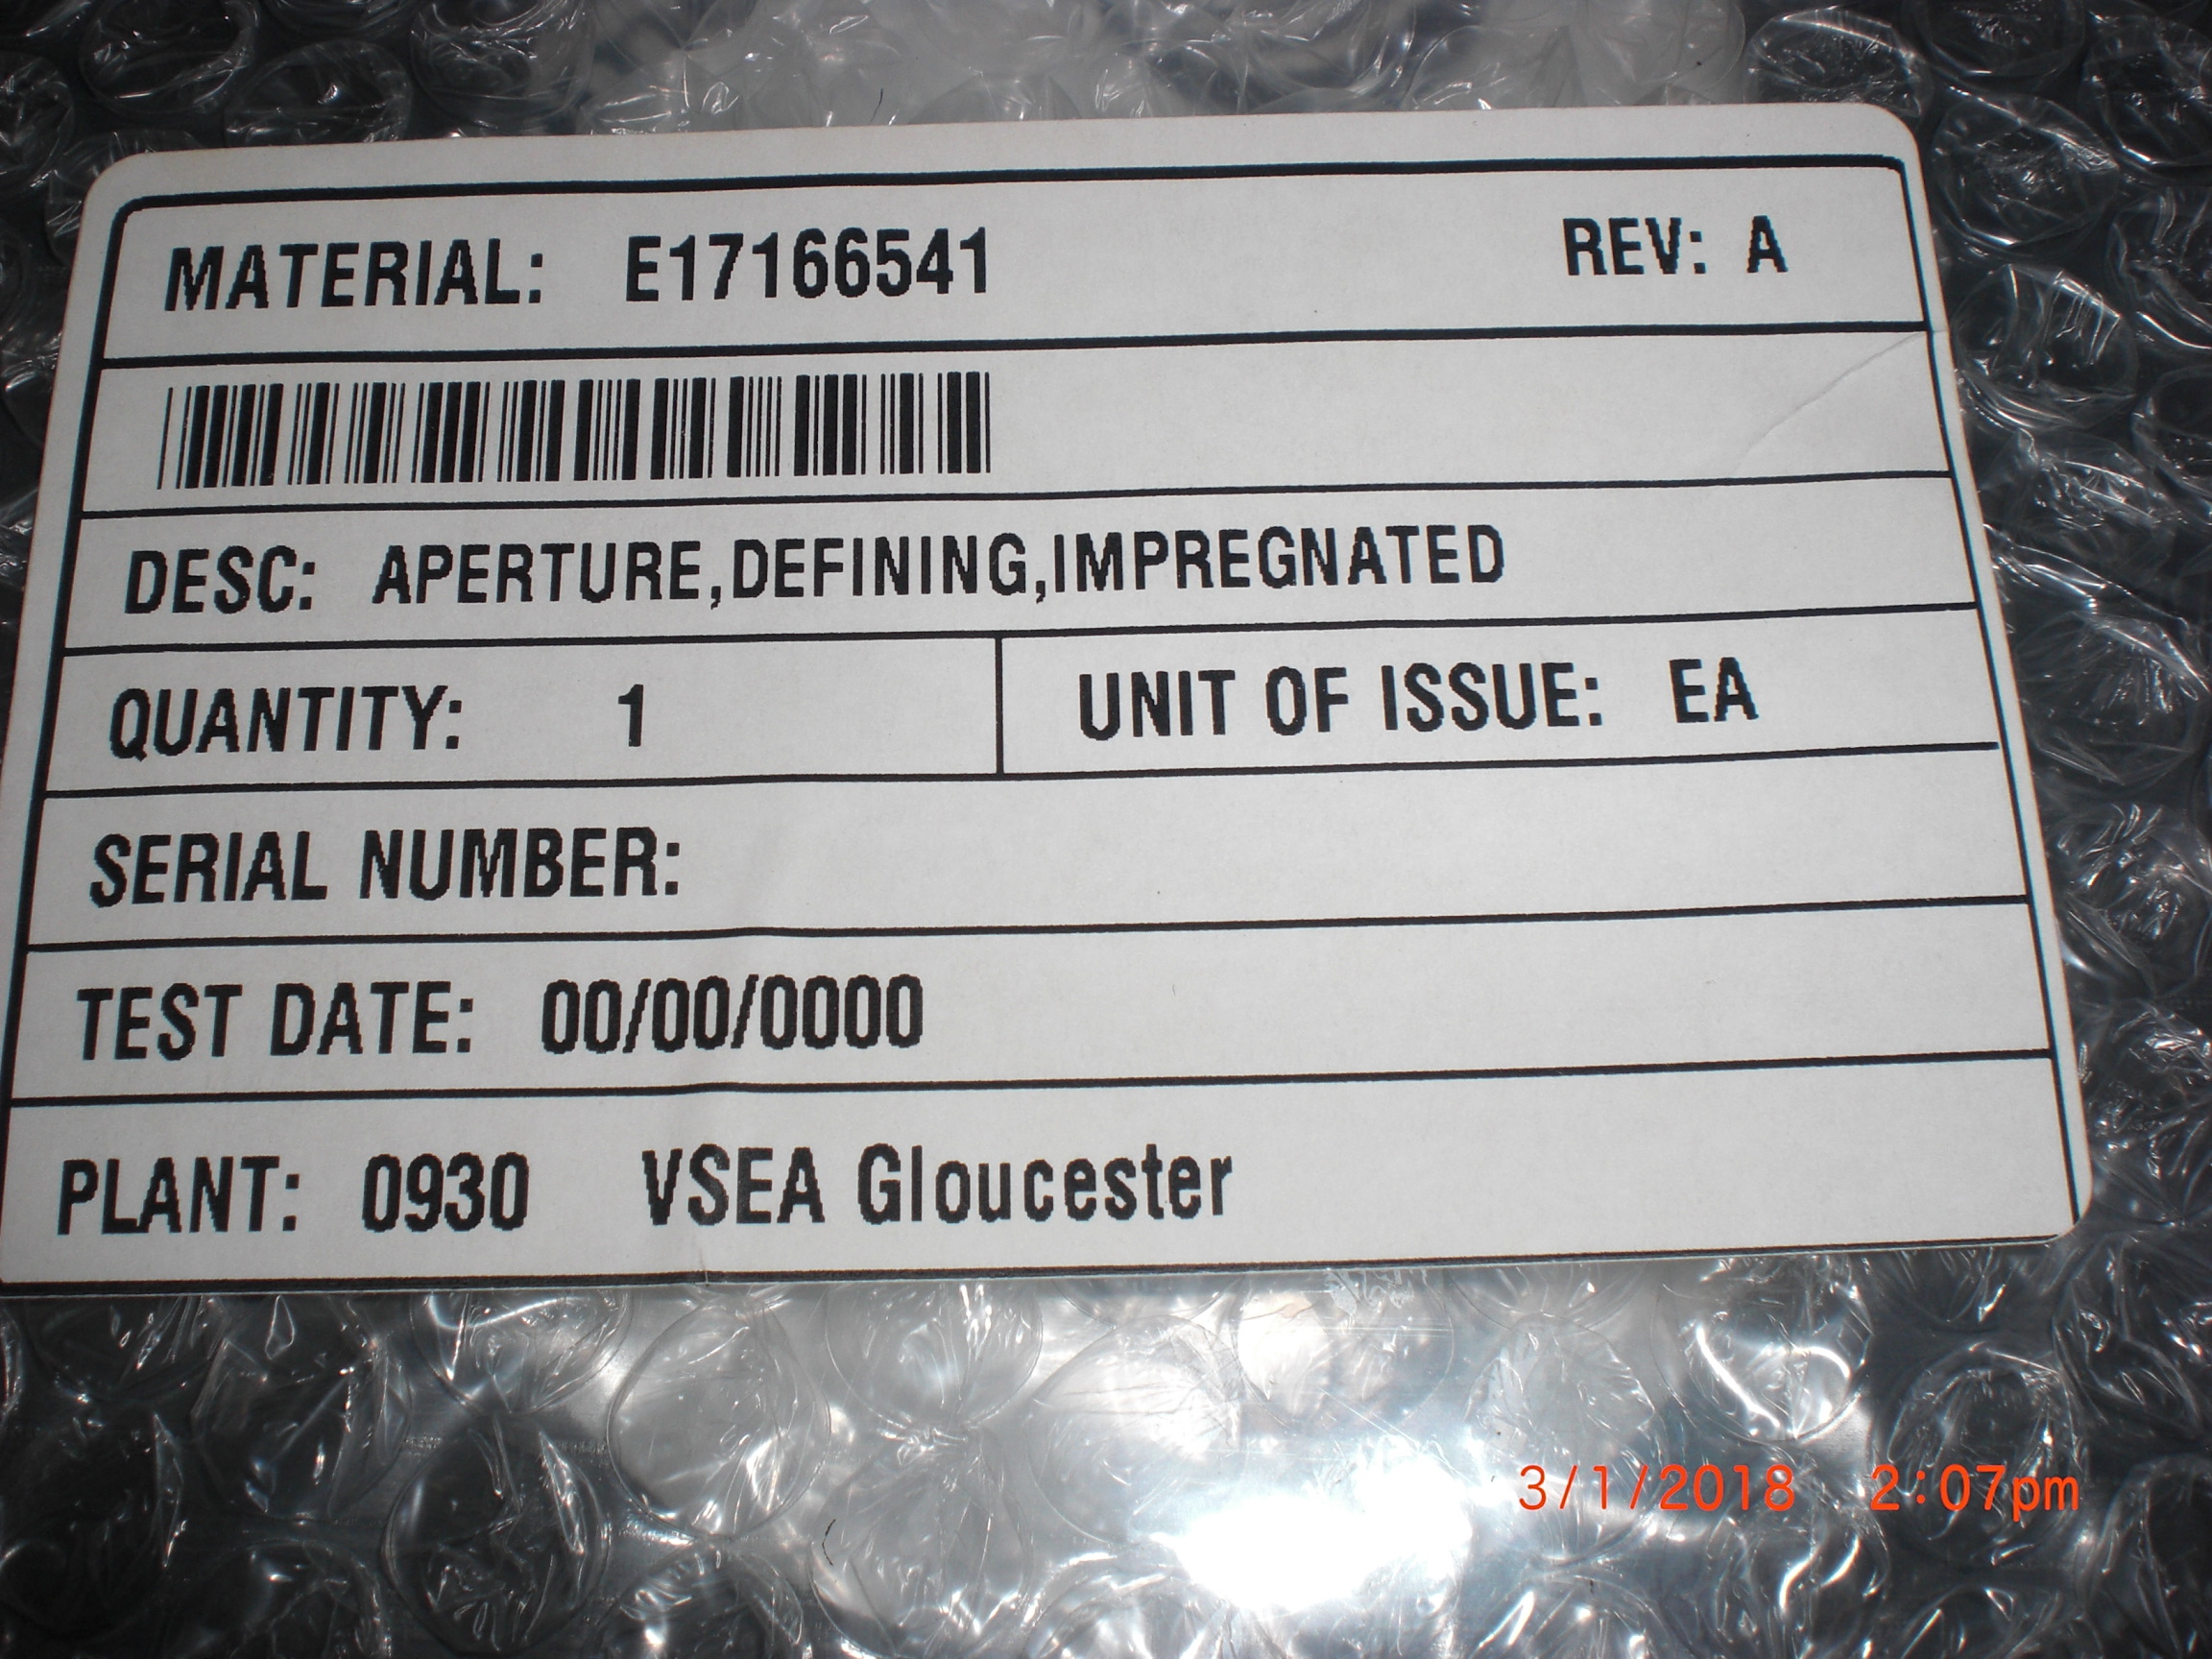 MATERIAL: E17166541 REV: A
DESC: APERTURE,DEFINING,IMPREGNATED
QUANTITY: 1 UNIT OF ISSUE: EA
SERIAL NUMBER:
TEST DATE: 00/00/0000
PLANT: 0930 VSEA Gloucester
3/1/2018 2:07pm